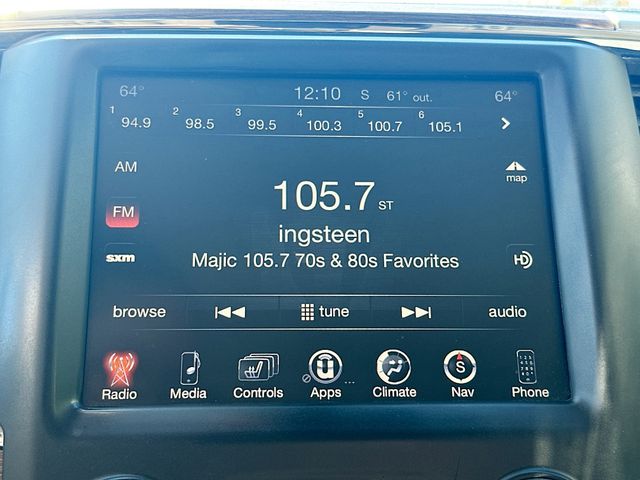 64° 12:10 S 61° out. 64°
1 94.9 2 98.5 3 99.5 4 100.3 5 100.7 6 105.1
AM
map
105.7 ST
FM
ingsteen
sxm
Majic 105.7 70s & 80s Favorites
HD
browse tune audio
Radio Media Controls Apps Climate Nav Phone
S